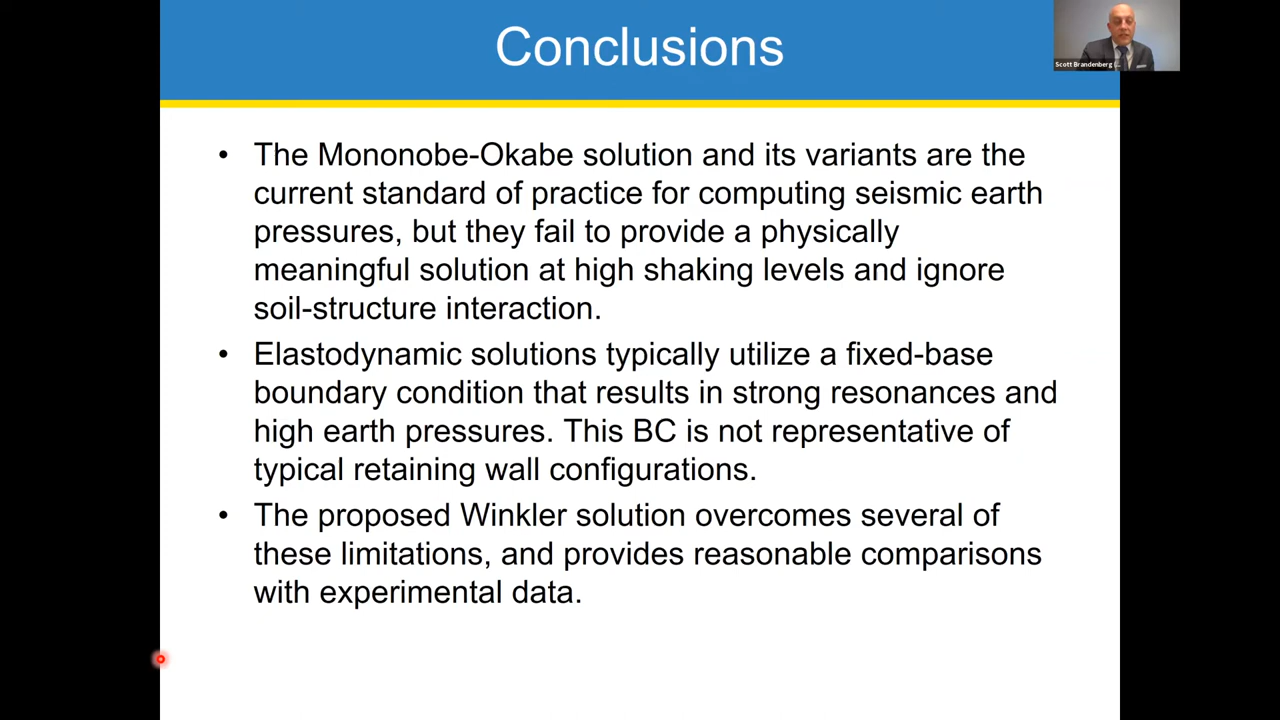 Conclusions
Scott Brandenberg (...
• The Mononobe-Okabe solution and its variants are the
current standard of practice for computing seismic earth
pressures, but they fail to provide a physically
meaningful solution at high shaking levels and ignore
soil-structure interaction.
• Elastodynamic solutions typically utilize a fixed-base
boundary condition that results in strong resonances and
high earth pressures. This BC is not representative of
typical retaining wall configurations.
• The proposed Winkler solution overcomes several of
these limitations, and provides reasonable comparisons
with experimental data.